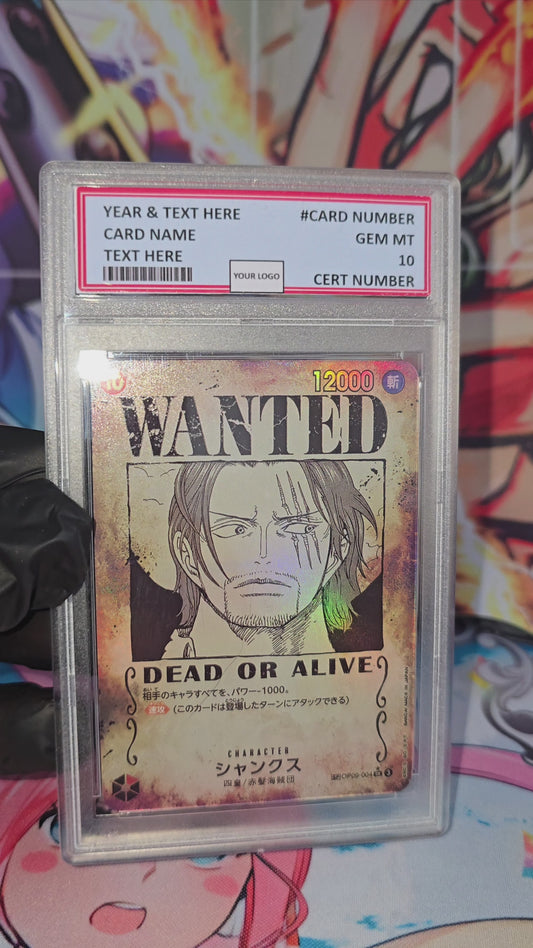 YEAR & TEXT HERE #CARD NUMBER
CARD NAME GEM MT
TEXT HERE 10
YOUR LOGO CERT NUMBER
10 12000 斬
WANTED
DEAD OR ALIVE
相手のキャラすべてを、パワー-1000。
速攻 (このカードは登場したターンにアタックできる)
CHARACTER
シャンクス
四皇/赤髪海賊団
OP09-004